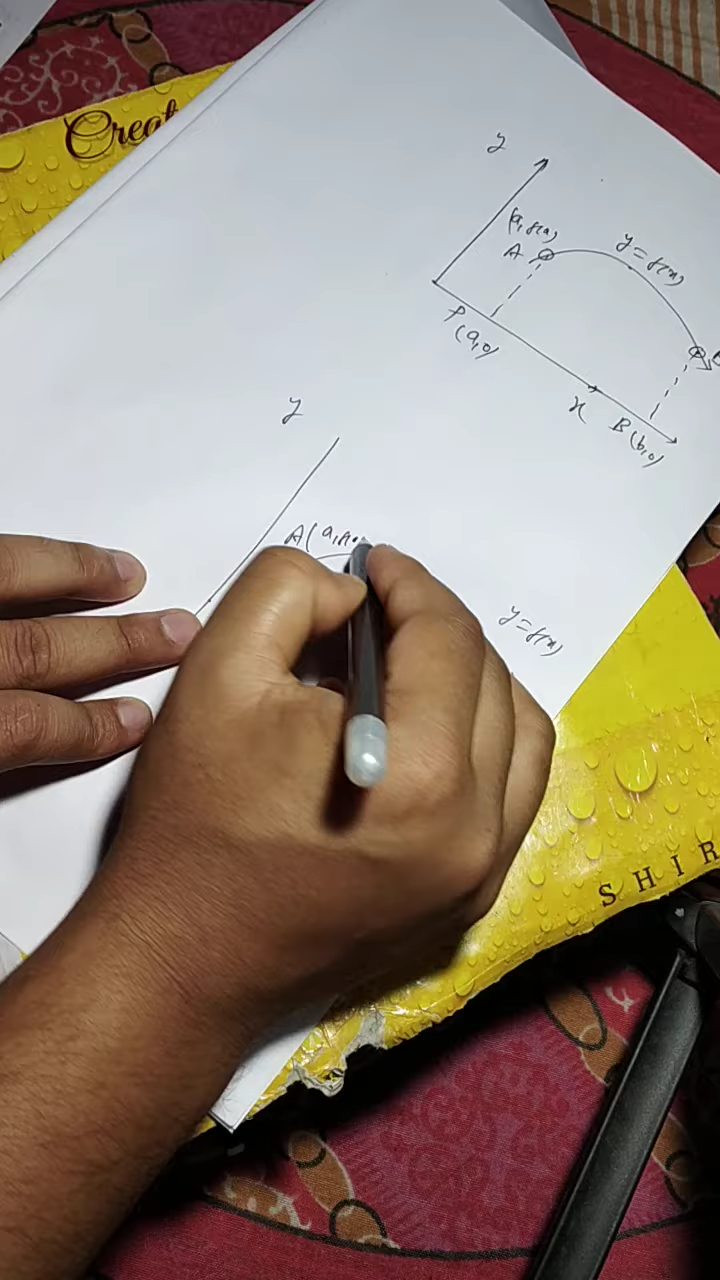 Creat
y
(a, f(a)
A
y = f(x)
P
(a,0)
x
B(b,0)
y
A(a,
y = f(x)
SHIR